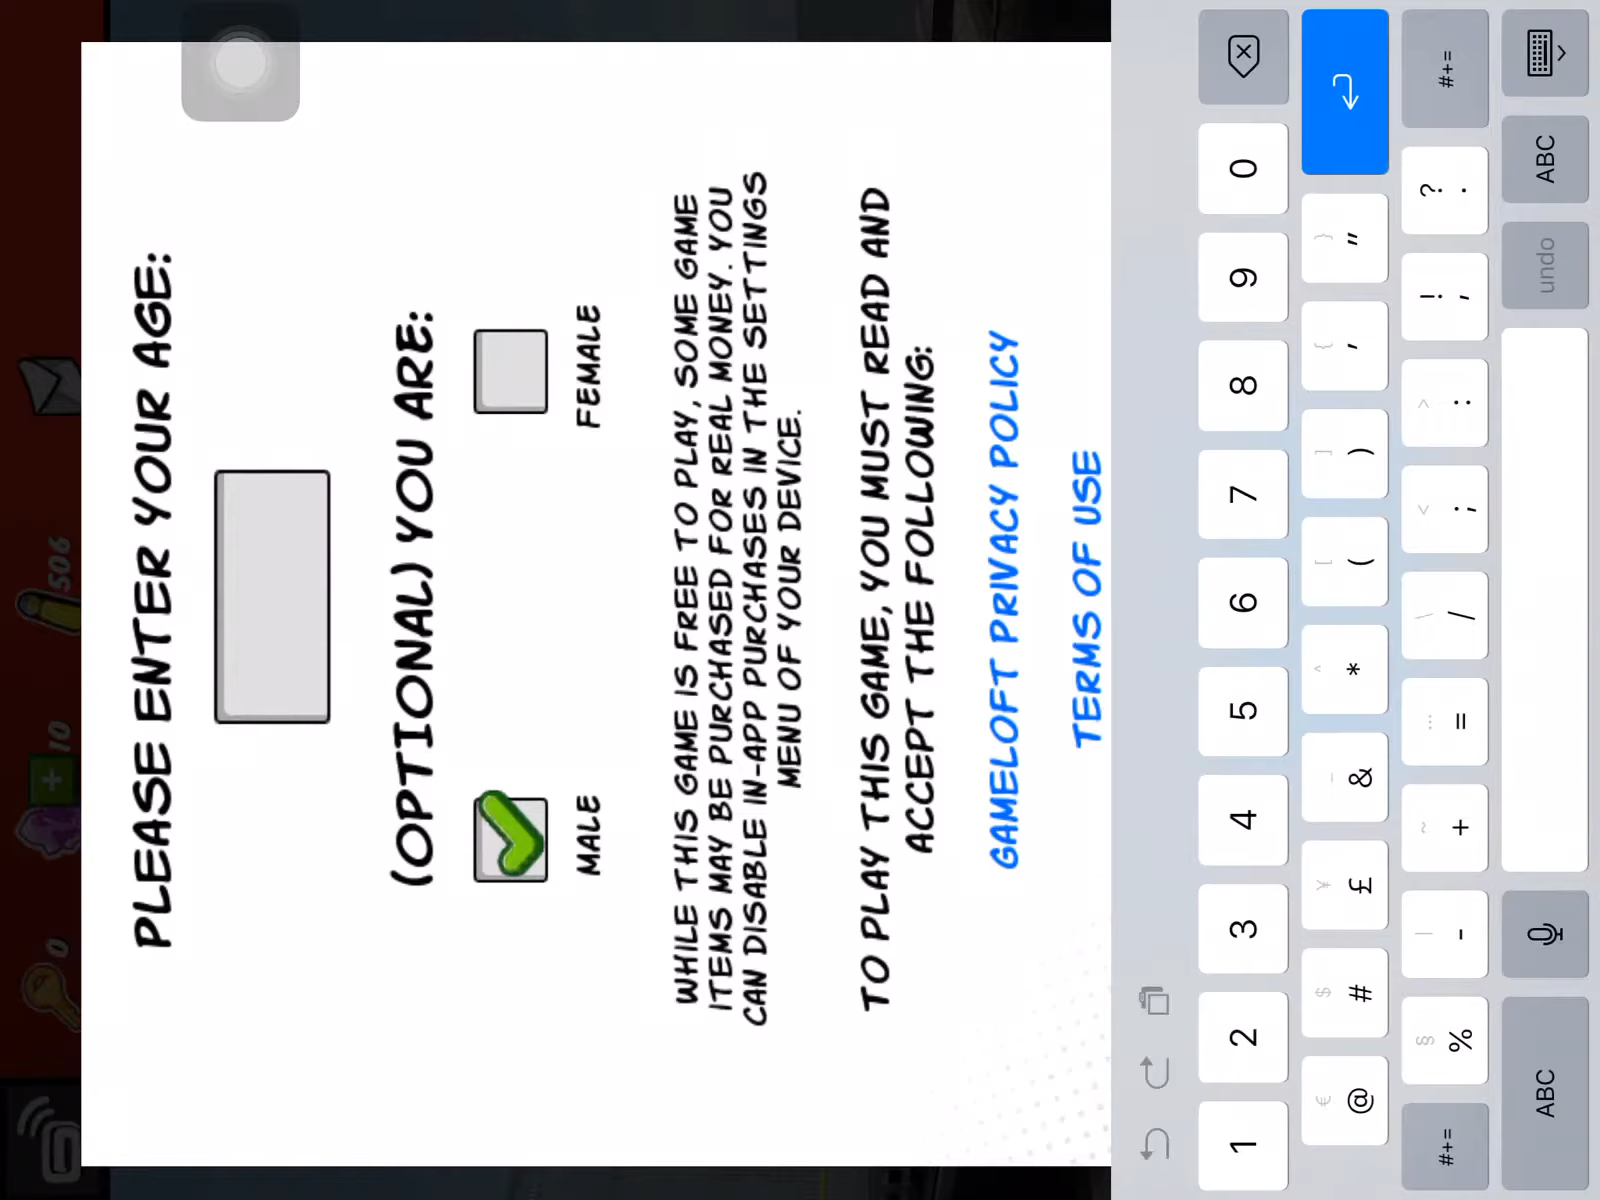 PLEASE ENTER YOUR AGE:
(OPTIONAL) YOU ARE:
MALE
FEMALE
WHILE THIS GAME IS FREE TO PLAY, SOME GAME
ITEMS MAY BE PURCHASED FOR REAL MONEY. YOU
CAN DISABLE IN-APP PURCHASES IN THE SETTINGS
MENU OF YOUR DEVICE.
TO PLAY THIS GAME, YOU MUST READ AND
ACCEPT THE FOLLOWING:
GAMELOFT PRIVACY POLICY
TERMS OF USE
0
10
506
1 2 3 4 5 6 7 8 9 0
€ $ ¥ _ ^ [ ] { }
@ # £ & * ( ) ' "
#+= § | ~ … \ < > ! ? #+=
% - + = / ; : , .
ABC undo ABC